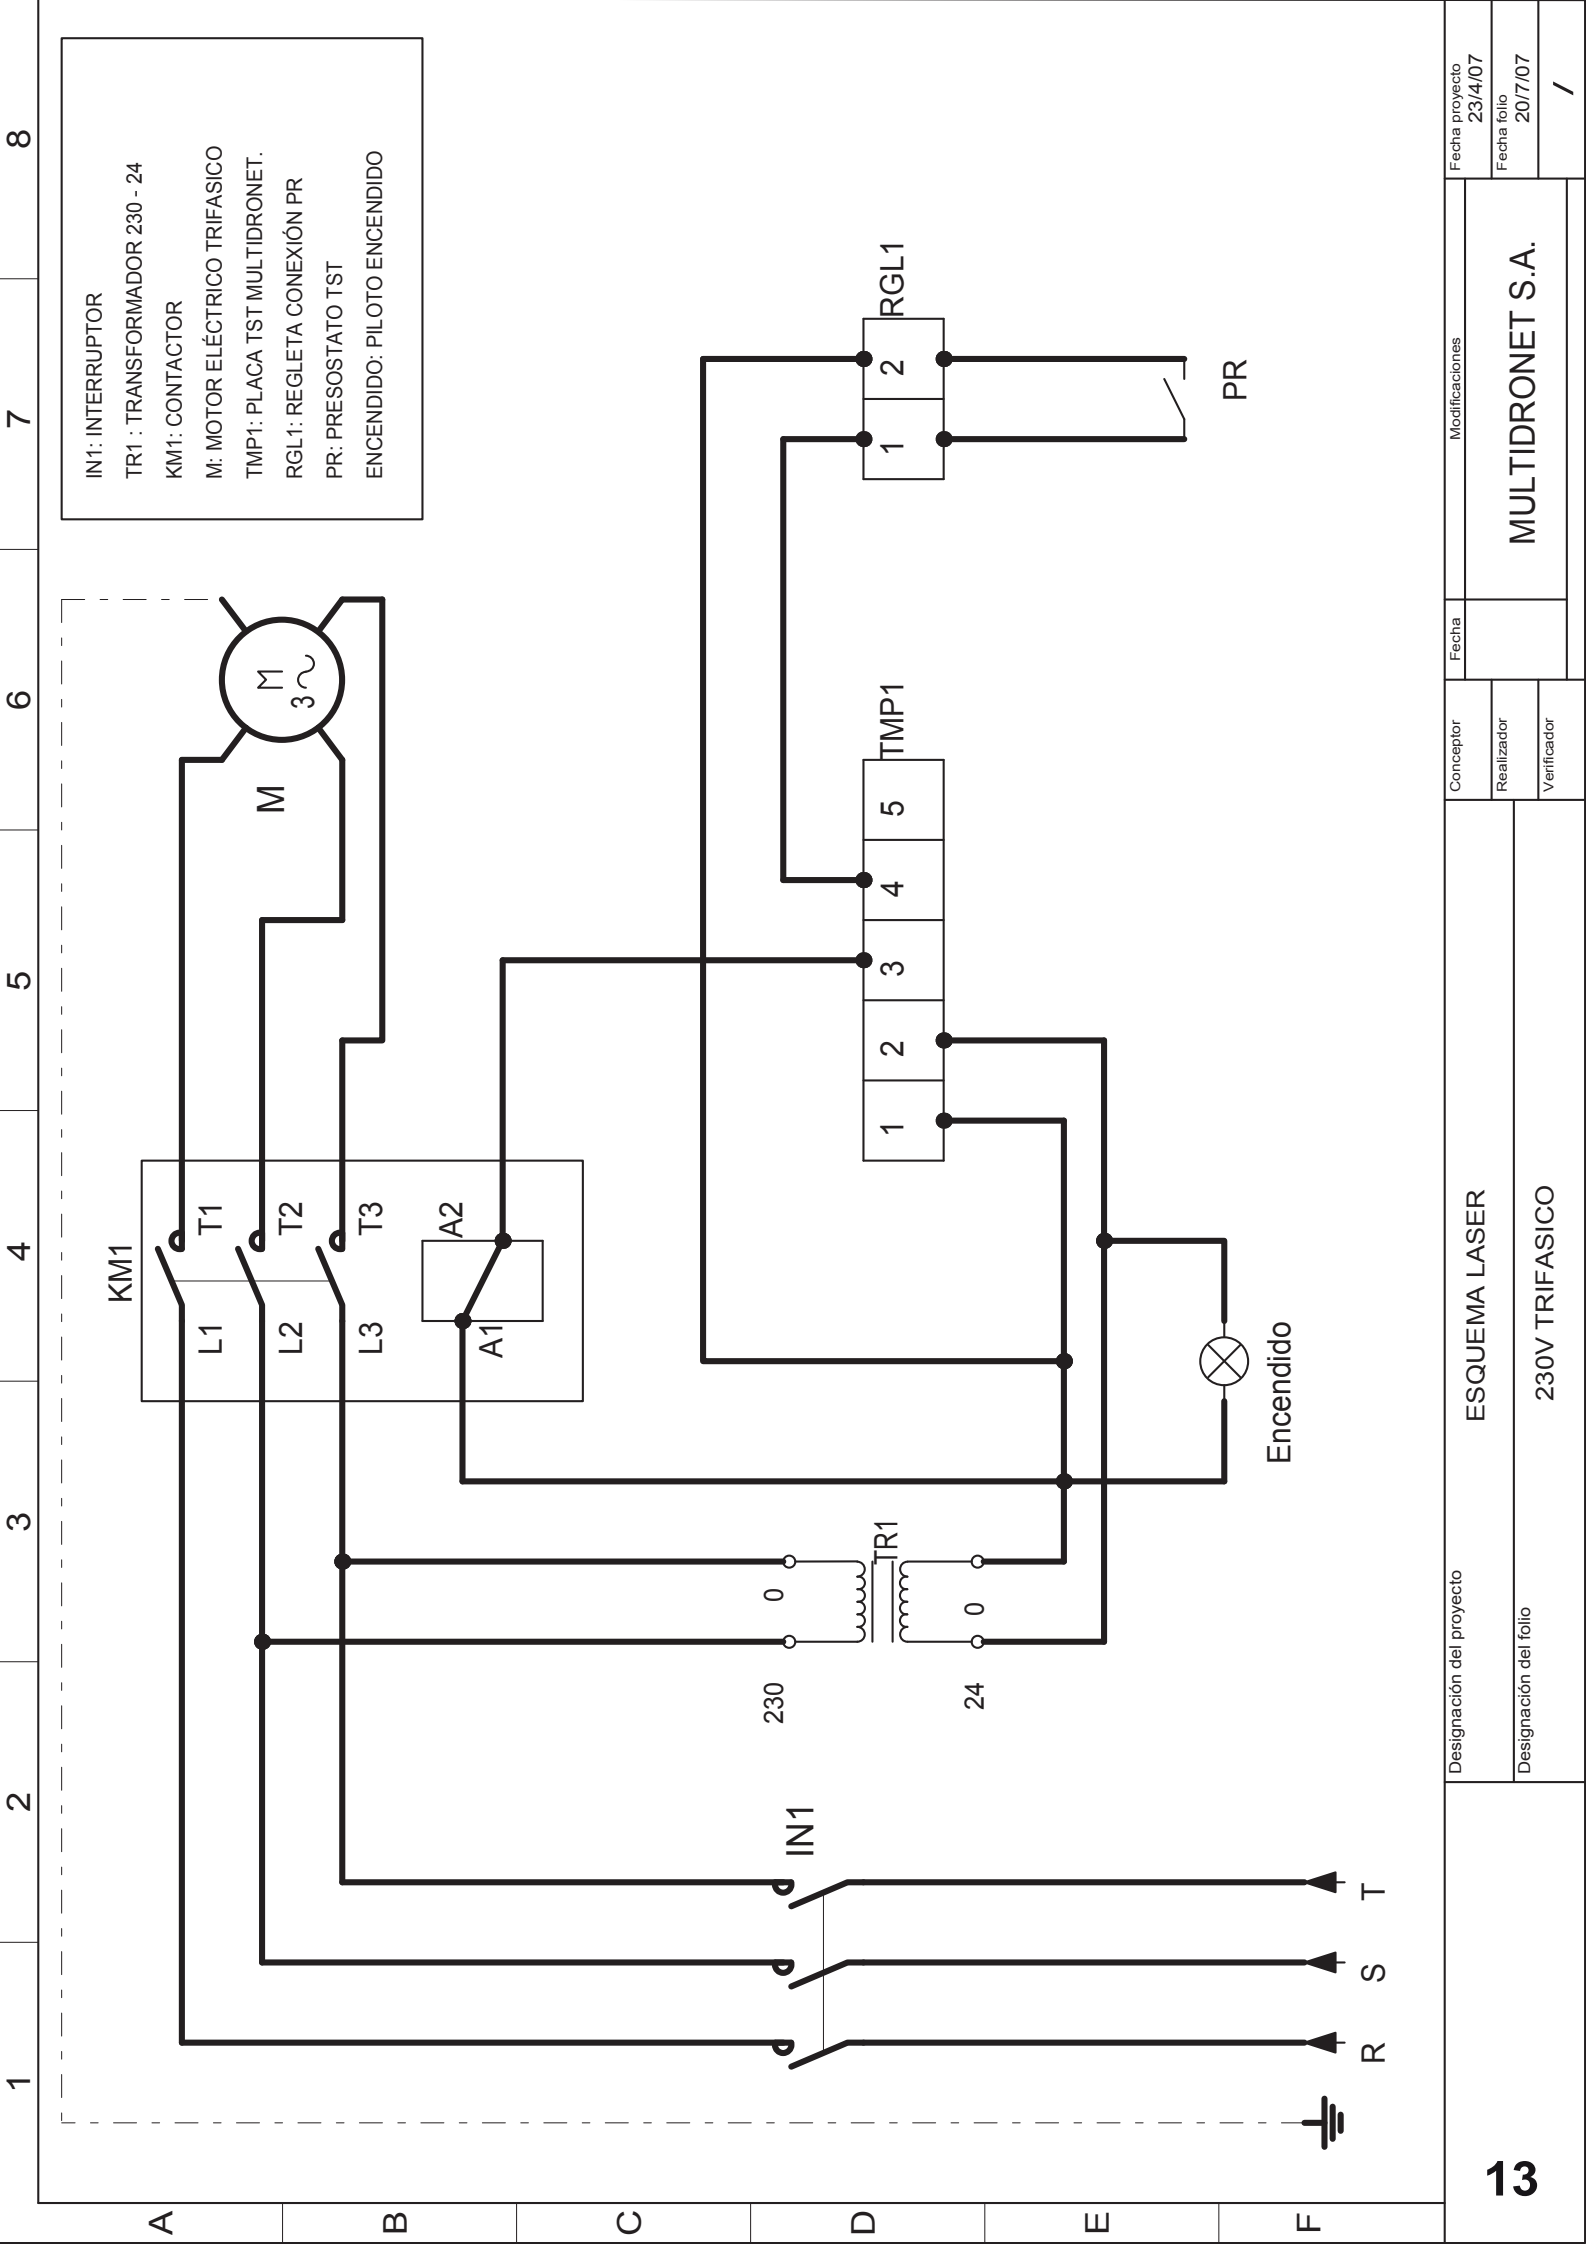 1 2 3 4 5 6 7 8
A
B
C
D
E
F
IN1: INTERRUPTOR
TR1 : TRANSFORMADOR 230 - 24
KM1: CONTACTOR
M: MOTOR ELÉCTRICO TRIFASICO
TMP1: PLACA TST MULTIDRONET.
RGL1: REGLETA CONEXIÓN PR
PR: PRESOSTATO TST
ENCENDIDO: PILOTO ENCENDIDO
KM1
L1 T1
L2 T2
L3 T3
A1 A2
M
M
3
IN1
R S T
230 0
TR1
24 0
Encendido
TMP1
1 2 3 4 5
RGL1
1 2
PR
13
Designación del proyecto
ESQUEMA LASER
Designación del folio
230V TRIFASICO
Conceptor
Realizador
Verificador
Fecha
Modificaciones
MULTIDRONET S.A.
Fecha proyecto
23/4/07
Fecha folio
20/7/07
/